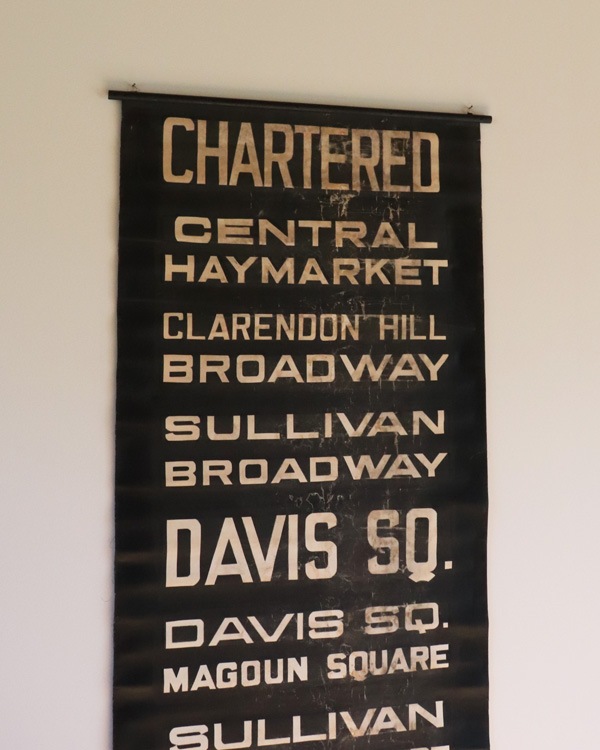 CHARTERED
CENTRAL
HAYMARKET
CLARENDON HILL
BROADWAY
SULLIVAN
BROADWAY
DAVIS SQ.
DAVIS SQ.
MAGOUN SQUARE
SULLIVAN